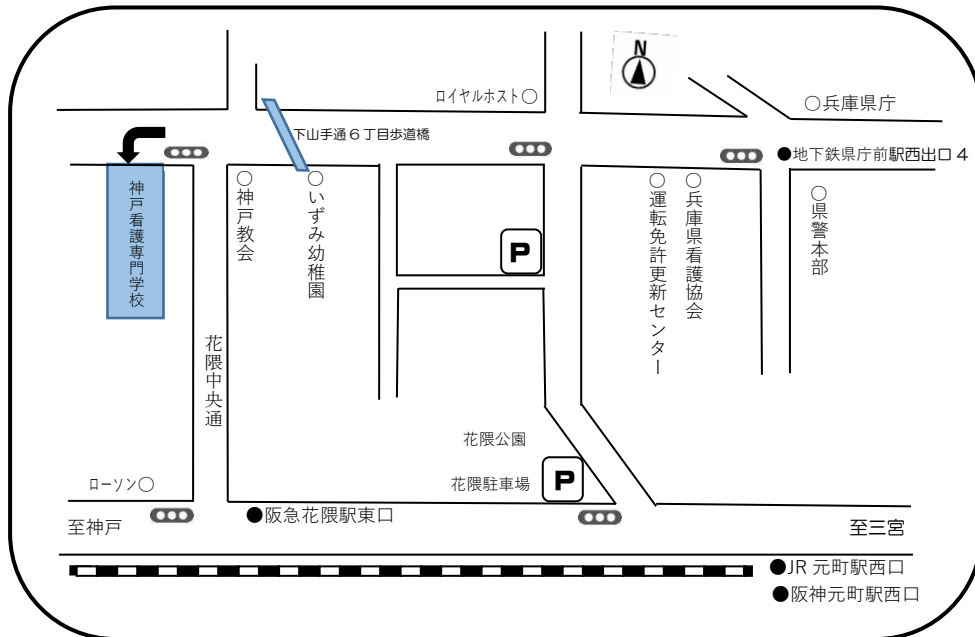 N
ロイヤルホスト○
○兵庫県庁
下山手通6丁目歩道橋
●地下鉄県庁前駅西出口4
神戸看護専門学校
○神戸教会
○いずみ幼稚園
P
○運転免許更新センター
○兵庫県看護協会
○県警本部
花隈中央通
花隈公園
花隈駐車場
P
ローソン○
至神戸
●阪急花隈駅東口
至三宮
●JR 元町駅西口
●阪神元町駅西口